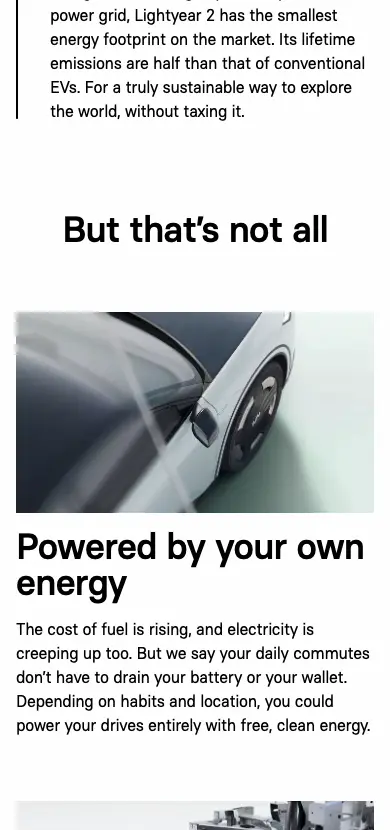 power grid, Lightyear 2 has the smallest
energy footprint on the market. Its lifetime
emissions are half than that of conventional
EVs. For a truly sustainable way to explore
the world, without taxing it.
But that’s not all
Powered by your own
energy
The cost of fuel is rising, and electricity is
creeping up too. But we say your daily commutes
don’t have to drain your battery or your wallet.
Depending on habits and location, you could
power your drives entirely with free, clean energy.